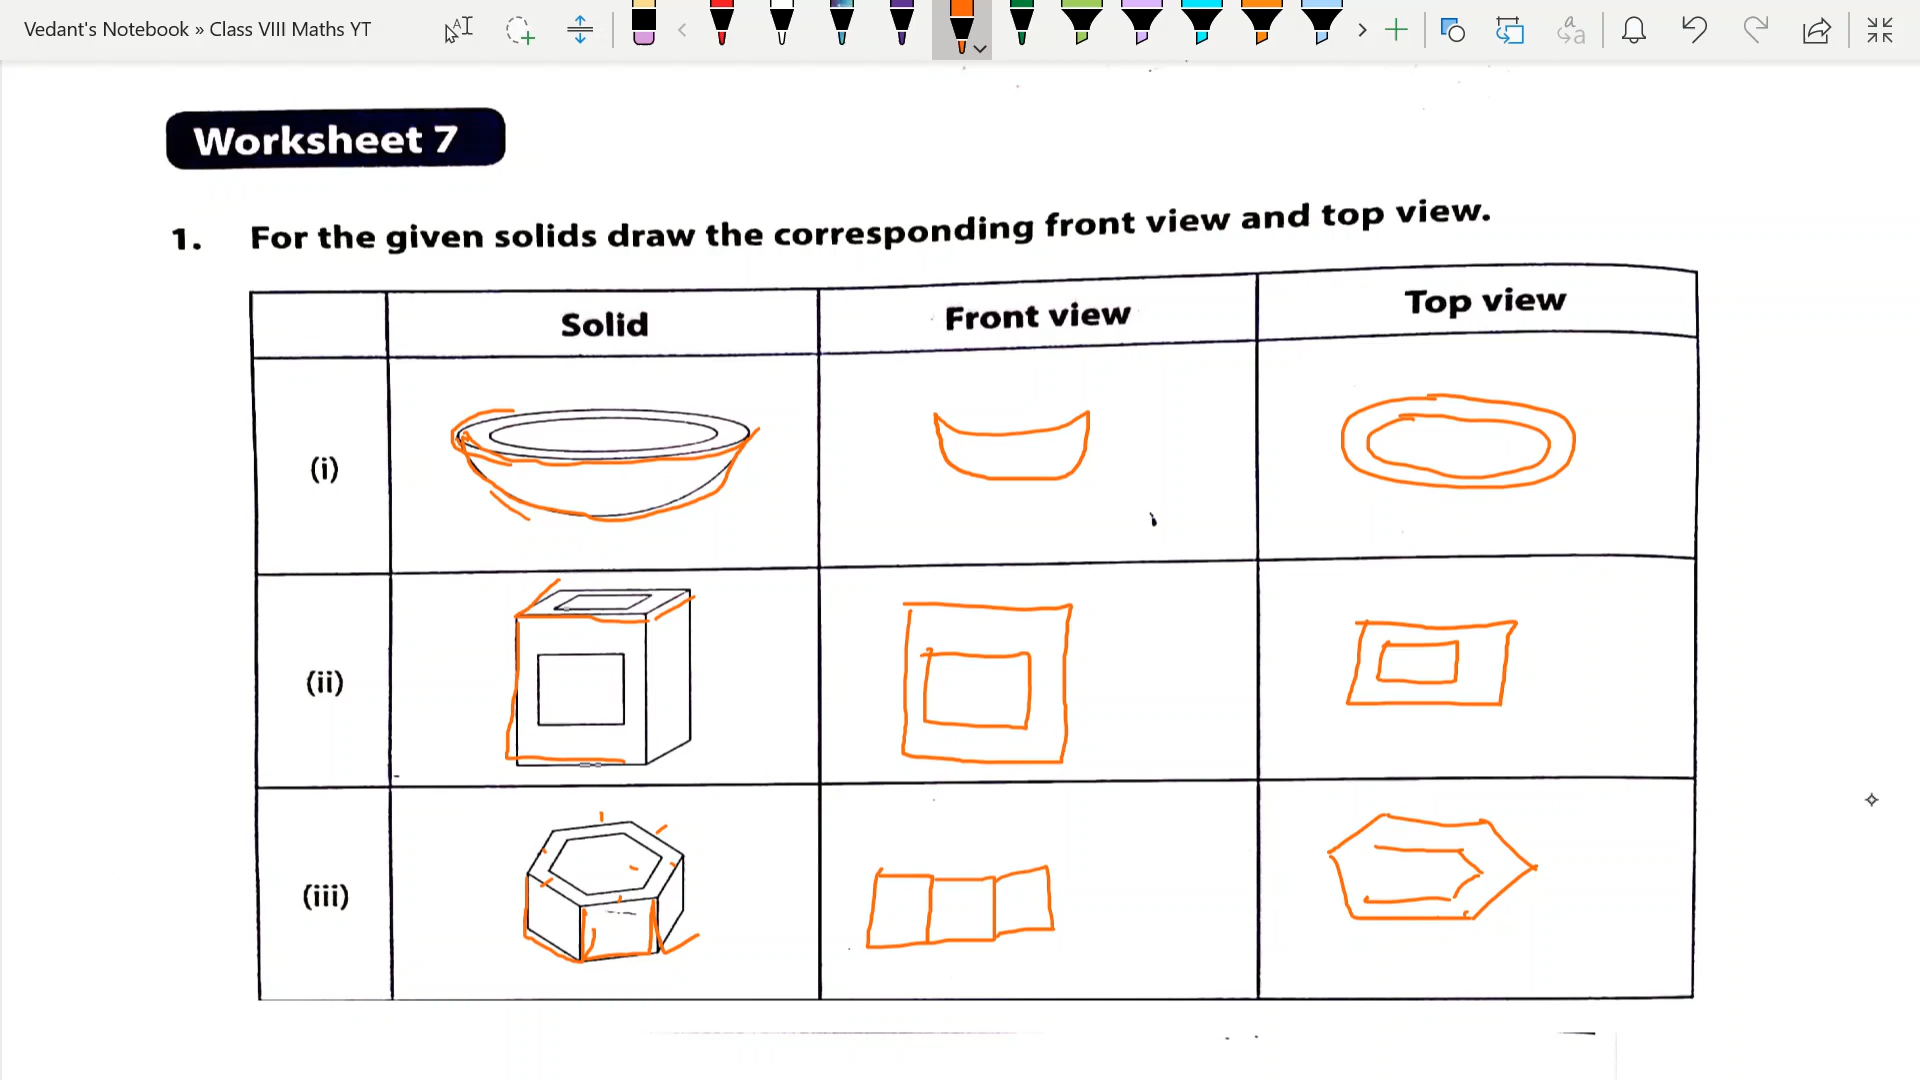 Vedant's Notebook » Class VIII Maths YT
Worksheet 7
1. For the given solids draw the corresponding front view and top view.
Solid Front view Top view
(i)
(ii)
(iii)